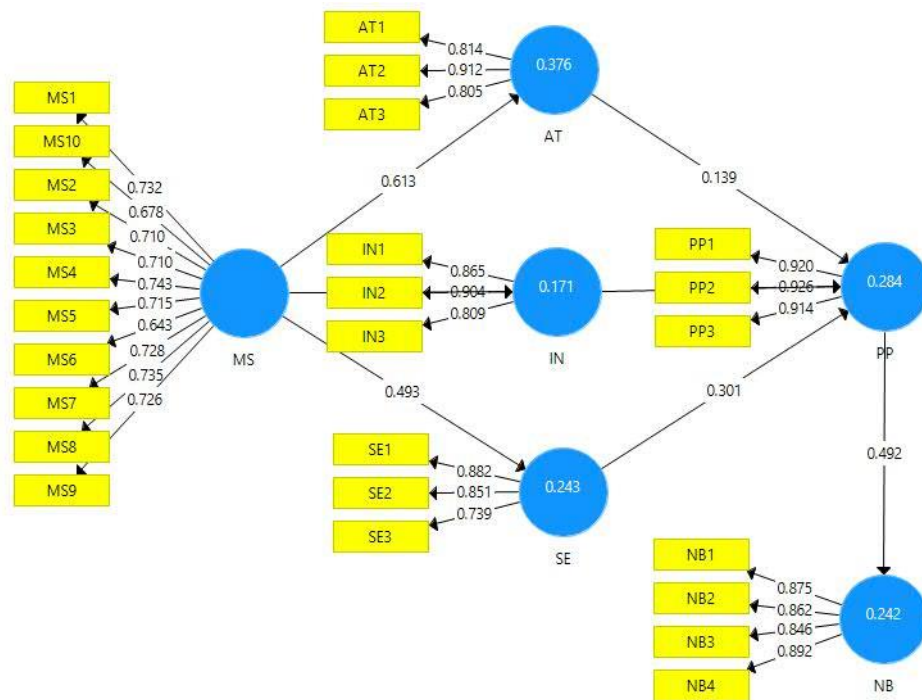 AT1
AT2
AT3
0.814
0.912
0.805
0.376
AT
MS1
MS10
MS2
MS3
MS4
MS5
MS6
MS7
MS8
MS9
0.732
0.678
0.710
0.710
0.743
0.715
0.643
0.728
0.735
0.726
MS
0.613
0.139
IN1
IN2
IN3
0.865
0.904
0.809
0.171
IN
PP1
PP2
PP3
0.920
0.926
0.914
0.284
PP
0.493
0.301
0.492
SE1
SE2
SE3
0.882
0.851
0.739
0.243
SE
NB1
NB2
NB3
NB4
0.875
0.862
0.846
0.892
0.242
NB